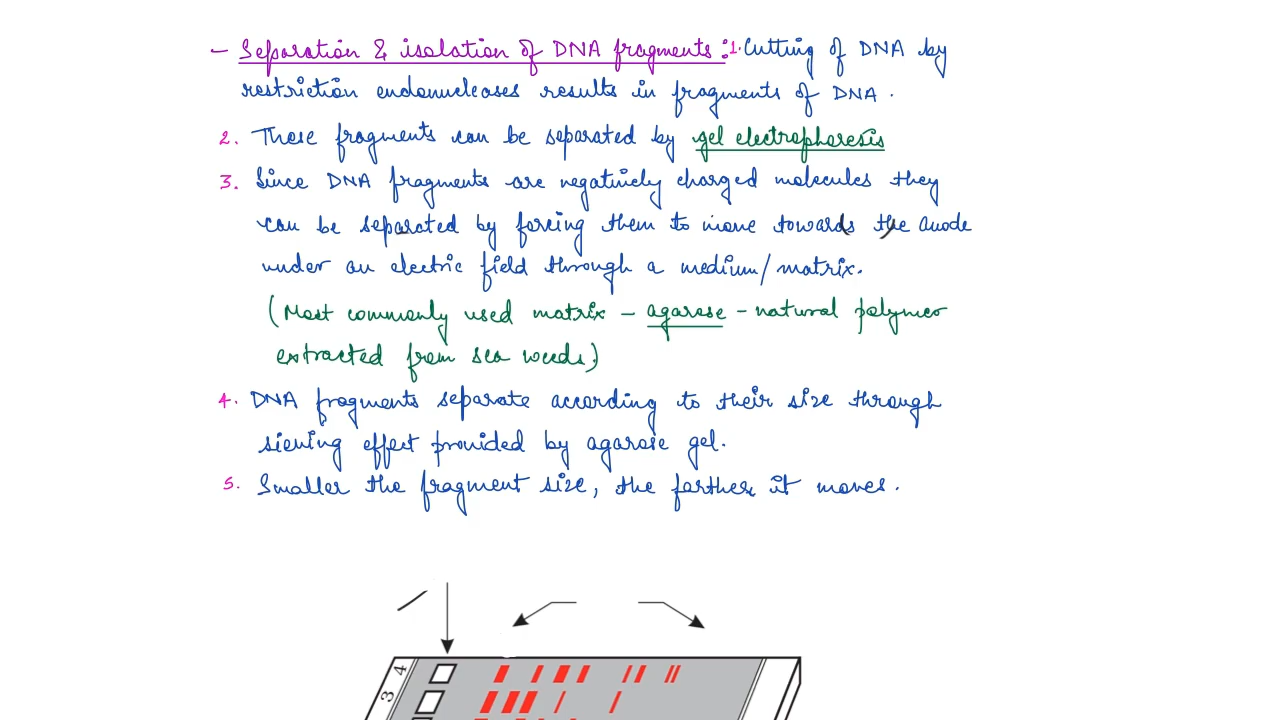 - Separation & isolation of DNA fragments : 1. Cutting of DNA by
restriction endonucleases results in fragments of DNA.
2. These fragments can be separated by gel electrophoresis
3. Since DNA fragments are negatively charged molecules they
can be separated by forcing them to move towards the anode
under an electric field through a medium/matrix.
(Most commonly used matrix - agarose - natural polymer
extracted from sea weeds)
4. DNA fragments separate according to their size through
sieving effect provided by agarose gel.
5. Smaller the fragment size, the farther it moves.
4
3